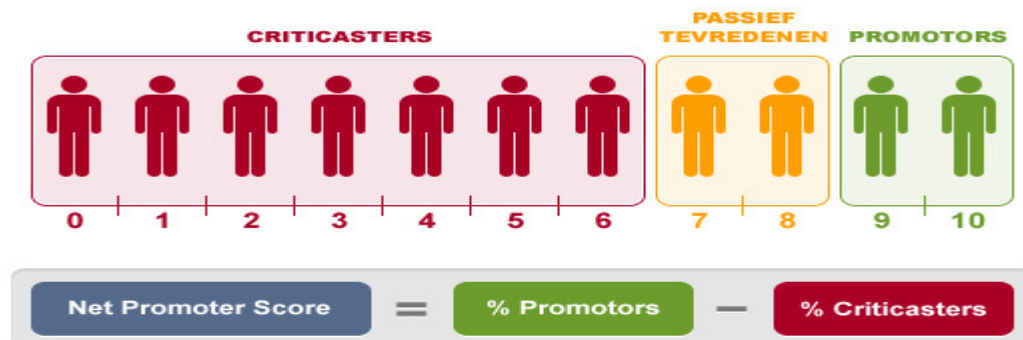 CRITICASTERS
PASSIEF
TEVREDENEN
PROMOTORS
0 1 2 3 4 5 6 7 8 9 10
Net Promoter Score = % Promotors − % Criticasters